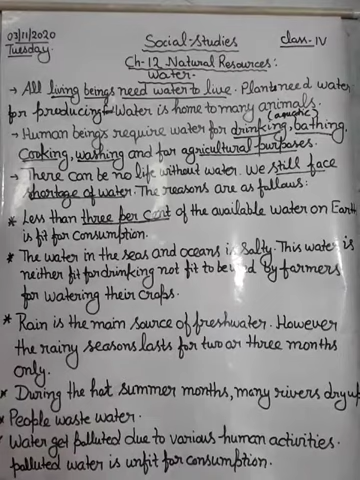 03/11/2020 Social-Studies class-IV
Tuesday
Ch-12 Natural Resources:
Water-
→ All living beings need water to live. Plants need water
for producing Water is home to many animals.
(aquatic)
→ Human beings require water for drinking, bathing,
Cooking, washing and for agricultural purposes.
→ There can be no life without water. We still face
shortage of water. The reasons are as follows:
* Less than three per cent of the available water on Earth
is fit for consumption.
* The water in the seas and oceans is salty. This water is
neither fit for drinking not fit to be used by farmers
for watering their crops.
* Rain is the main source of freshwater. However
the rainy seasons lasts for two or three months
only.
* During the hot summer months, many rivers dry up
* People waste water.
* Water get polluted due to various human activities.
polluted water is unfit for consumption.